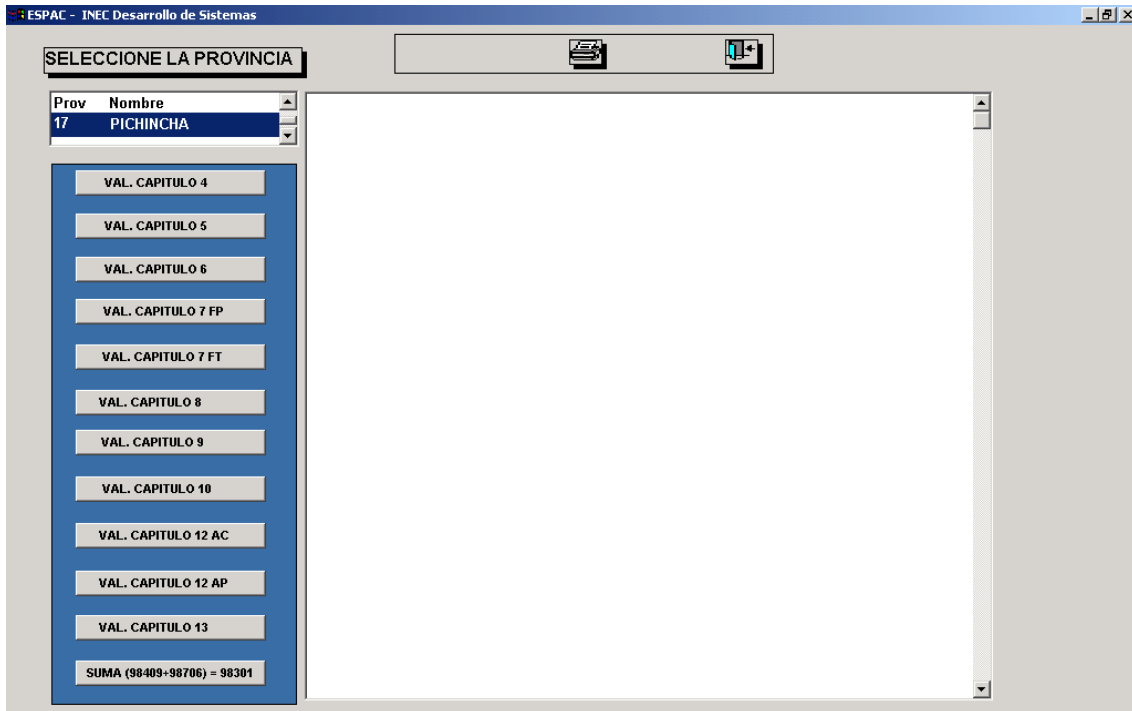 ESPAC - INEC Desarrollo de Sistemas
SELECCIONE LA PROVINCIA
Prov Nombre
17 PICHINCHA
VAL. CAPITULO 4
VAL. CAPITULO 5
VAL. CAPITULO 6
VAL. CAPITULO 7 FP
VAL. CAPITULO 7 FT
VAL. CAPITULO 8
VAL. CAPITULO 9
VAL. CAPITULO 10
VAL. CAPITULO 12 AC
VAL. CAPITULO 12 AP
VAL. CAPITULO 13
SUMA (98409+98706) = 98301